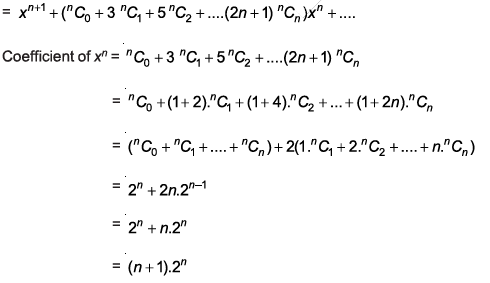 = xⁿ⁺¹ + (ⁿC₀ + 3 ⁿC₁ + 5 ⁿC₂ + ....(2n + 1) ⁿCₙ)xⁿ + ....
Coefficient of xⁿ = ⁿC₀ + 3 ⁿC₁ + 5 ⁿC₂ + ....(2n + 1) ⁿCₙ
= ⁿC₀ + (1 + 2).ⁿC₁ + (1 + 4).ⁿC₂ + ... + (1 + 2n).ⁿCₙ
= (ⁿC₀ + ⁿC₁ + .... + ⁿCₙ) + 2(1.ⁿC₁ + 2.ⁿC₂ + .... + n.ⁿCₙ)
= 2ⁿ + 2n.2ⁿ⁻¹
= 2ⁿ + n.2ⁿ
= (n + 1).2ⁿ